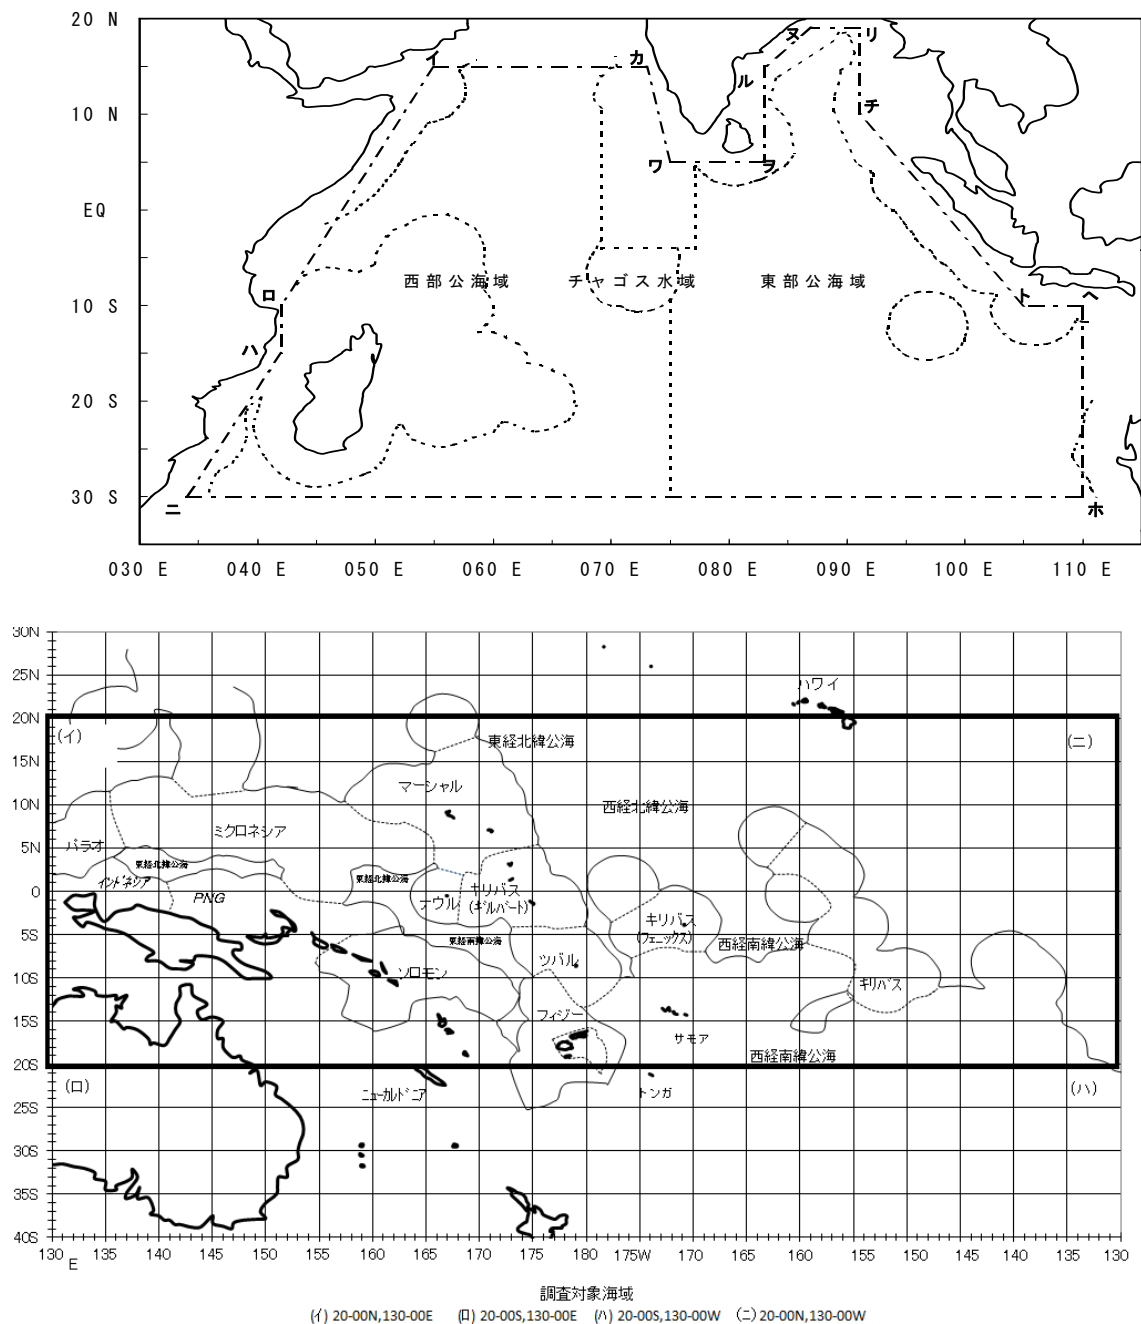 20 N
ヌ
リ
イ
カ
ル
チ
10 N
ワ
ヲ
EQ
西部公海域
チャゴス水域
東部公海域
ロ
ト
ヘ
10 S
ハ
20 S
30 S
ニ
ホ
030 E 040 E 050 E 060 E 070 E 080 E 090 E 100 E 110 E
30N
25N
ハワイ
20N
(イ)
東経北緯公海
(ニ)
15N
マーシャル
10N
西経北緯公海
ミクロネシア
パラオ
5N
東経北緯公海
東経北緯公海
インドネシア
PNG
ナウル
キリバス
(ギルバート)
0
キリバス
(フェニックス)
5S
東経南緯公海
西経南緯公海
ツバル
ソロモン
10S
キリバス
フィジー
15S
サモア
西経南緯公海
20S
(ロ)
ニューカルドニア
トンガ
(ハ)
25S
30S
35S
40S
130 E 140 145 150 155 160 165 170 175 180 175W 170 165 160 155 150 145 140 135 130
調査対象海域
(イ) 20-00N,130-00E (ロ) 20-00S,130-00E (ハ) 20-00S,130-00W (ニ) 20-00N,130-00W